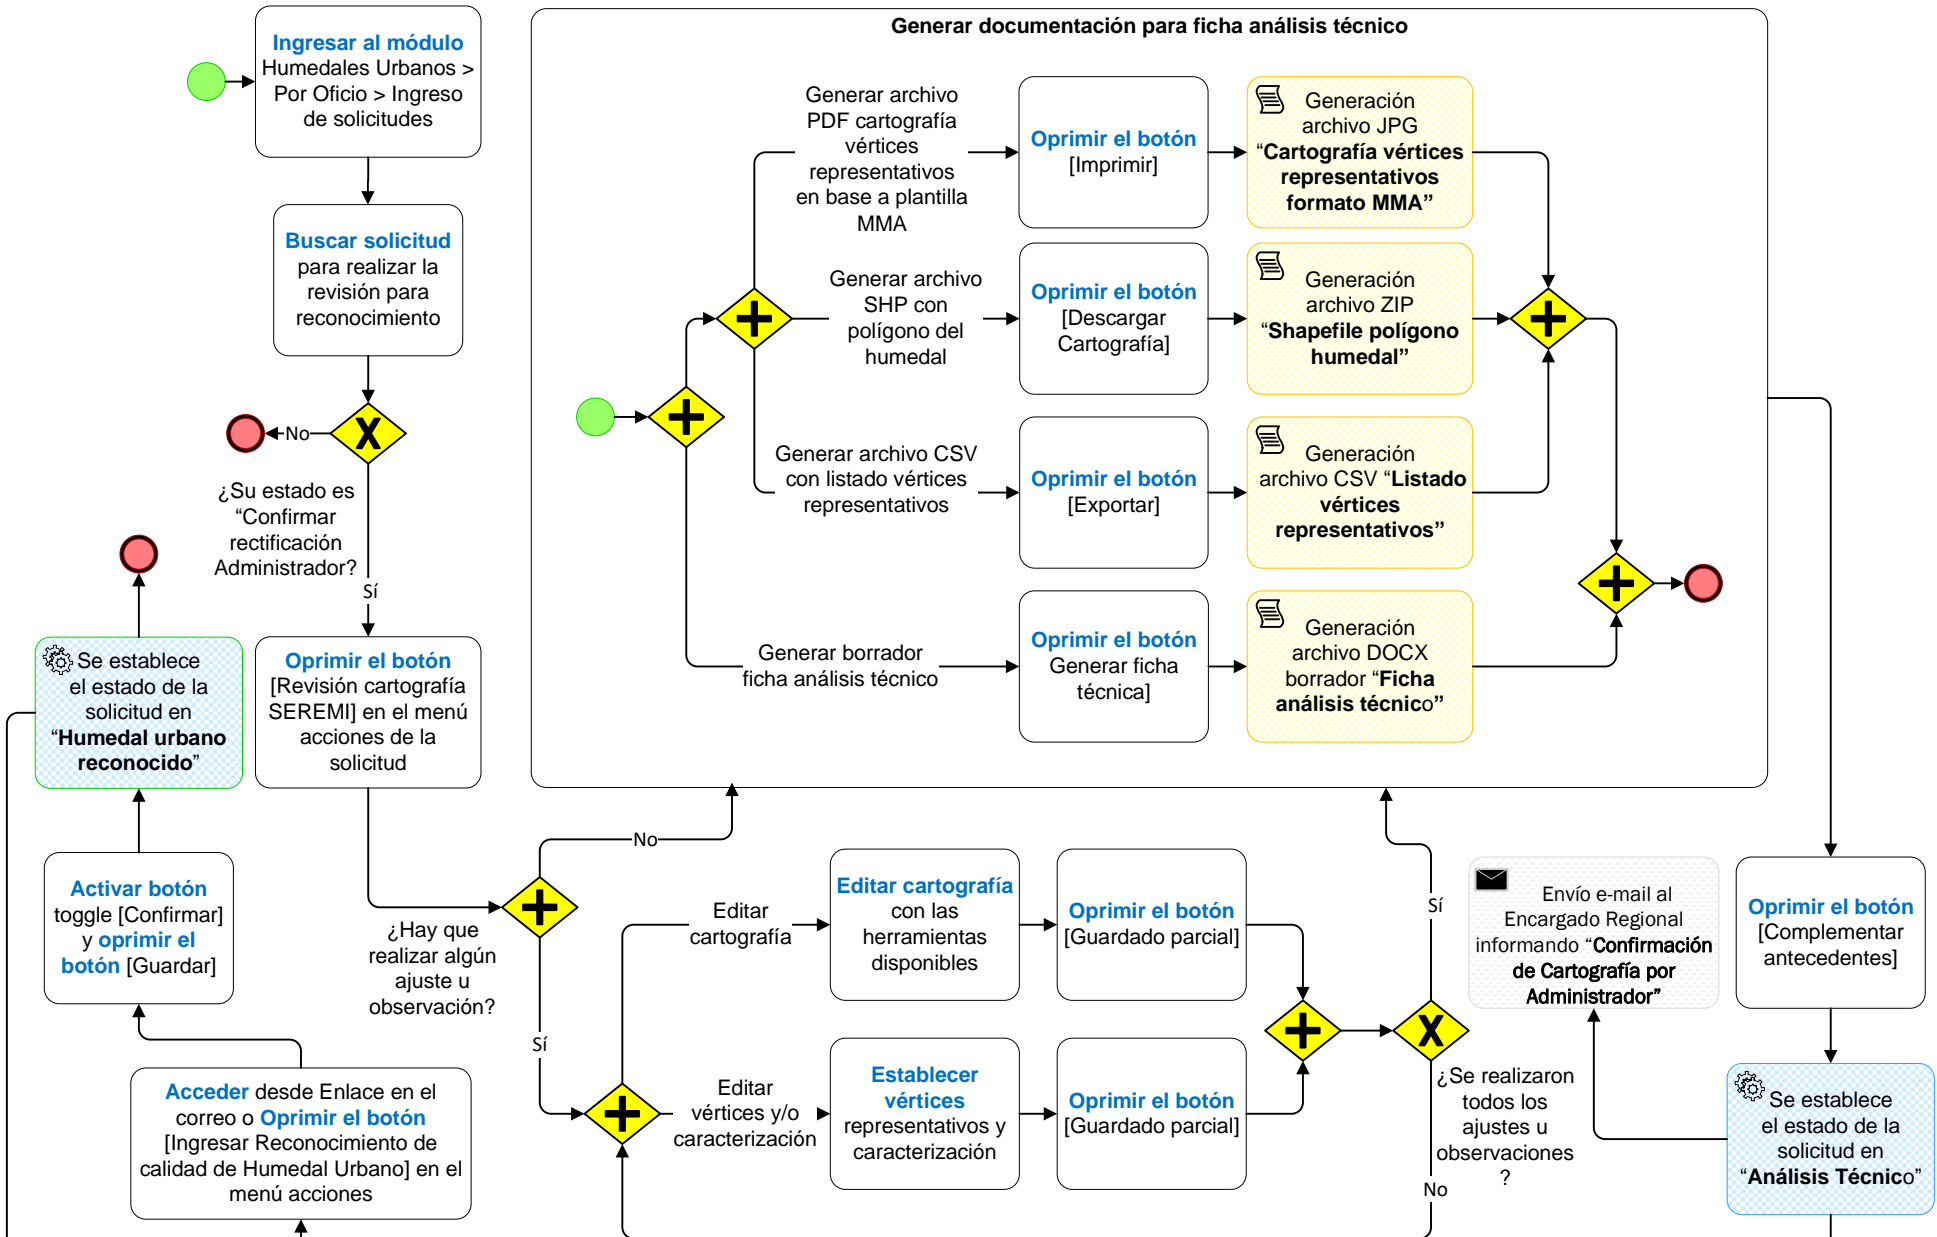 Ingresar al módulo
Humedales Urbanos >
Por Oficio > Ingreso
de solicitudes
Buscar solicitud
para realizar la
revisión para
reconocimiento
No
¿Su estado es
“Confirmar
rectificación
Administrador?
Sí
Oprimir el botón
[Revisión cartografía
SEREMI] en el menú
acciones de la
solicitud
Se establece
el estado de la
solicitud en
“Humedal urbano
reconocido”
Activar botón
toggle [Confirmar]
y oprimir el
botón [Guardar]
Acceder desde Enlace en el
correo o Oprimir el botón
[Ingresar Reconocimiento de
calidad de Humedal Urbano] en el
menú acciones
Generar documentación para ficha análisis técnico
Generar archivo
PDF cartografía
vértices
representativos
en base a plantilla
MMA
Oprimir el botón
[Imprimir]
Generación
archivo JPG
“Cartografía vértices
representativos
formato MMA”
Generar archivo
SHP con
polígono del
humedal
Oprimir el botón
[Descargar
Cartografía]
Generación
archivo ZIP
“Shapefile polígono
humedal”
Generar archivo CSV
con listado vértices
representativos
Oprimir el botón
[Exportar]
Generación
archivo CSV “Listado
vértices
representativos”
Generar borrador
ficha análisis técnico
Oprimir el botón
Generar ficha
técnica]
Generación
archivo DOCX
borrador “Ficha
análisis técnico”
No
¿Hay que
realizar algún
ajuste u
observación?
Sí
Editar
cartografía
Editar cartografía
con las
herramientas
disponibles
Oprimir el botón
[Guardado parcial]
Editar
vértices y/o
caracterización
Establecer
vértices
representativos y
caracterización
Oprimir el botón
[Guardado parcial]
Sí
¿Se realizaron
todos los
ajustes u
observaciones
?
No
Envío e-mail al
Encargado Regional
informando “Confirmación
de Cartografía por
Administrador”
Oprimir el botón
[Complementar
antecedentes]
Se establece
el estado de la
solicitud en
“Análisis Técnico”